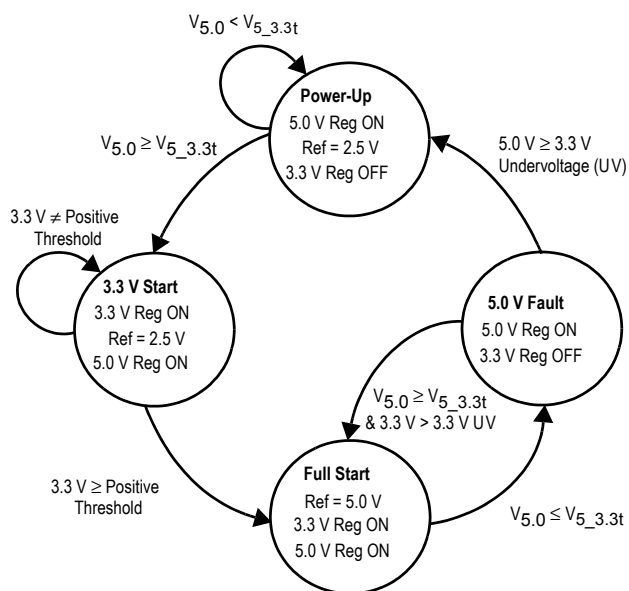 V5.0 < V5_3.3t
Power-Up
5.0 V Reg ON
Ref = 2.5 V
3.3 V Reg OFF
V5.0 ≥ V5_3.3t
5.0 V ≥ 3.3 V
Undervoltage (UV)
3.3 V ≠ Positive
Threshold
3.3 V Start
3.3 V Reg ON
Ref = 2.5 V
5.0 V Reg ON
5.0 V Fault
5.0 V Reg ON
3.3 V Reg OFF
V5.0 ≥ V5_3.3t
& 3.3 V > 3.3 V UV
3.3 V ≥ Positive
Threshold
Full Start
Ref = 5.0 V
3.3 V Reg ON
5.0 V Reg ON
V5.0 ≤ V5_3.3t